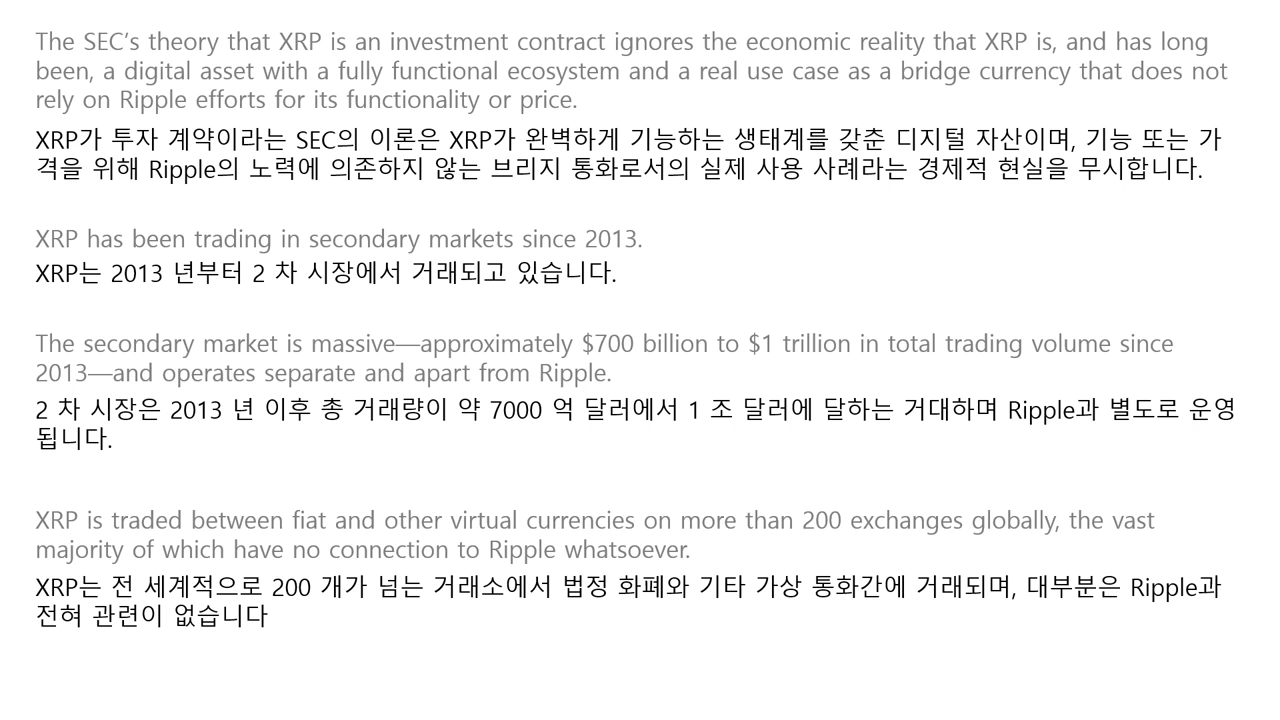 The SEC's theory that XRP is an investment contract ignores the economic reality that XRP is, and has long
been, a digital asset with a fully functional ecosystem and a real use case as a bridge currency that does not
rely on Ripple efforts for its functionality or price.
XRP가 투자 계약이라는 SEC의 이론은 XRP가 완벽하게 기능하는 생태계를 갖춘 디지털 자산이며, 기능 또는 가
격을 위해 Ripple의 노력에 의존하지 않는 브리지 통화로서의 실제 사용 사례라는 경제적 현실을 무시합니다.
XRP has been trading in secondary markets since 2013.
XRP는 2013 년부터 2 차 시장에서 거래되고 있습니다.
The secondary market is massive—approximately $700 billion to $1 trillion in total trading volume since
2013—and operates separate and apart from Ripple.
2 차 시장은 2013 년 이후 총 거래량이 약 7000 억 달러에서 1 조 달러에 달하는 거대하며 Ripple과 별도로 운영
됩니다.
XRP is traded between fiat and other virtual currencies on more than 200 exchanges globally, the vast
majority of which have no connection to Ripple whatsoever.
XRP는 전 세계적으로 200 개가 넘는 거래소에서 법정 화폐와 기타 가상 통화간에 거래되며, 대부분은 Ripple과
전혀 관련이 없습니다